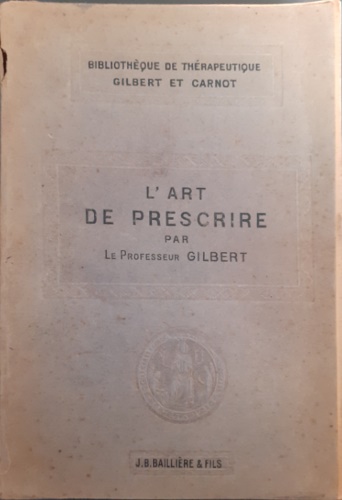 BIBLIOTHÈQUE DE THÉRAPEUTIQUE
GILBERT ET CARNOT
L'ART
DE PRESCRIRE
PAR
LE PROFESSEUR GILBERT
J.B. BAILLIÈRE & FILS